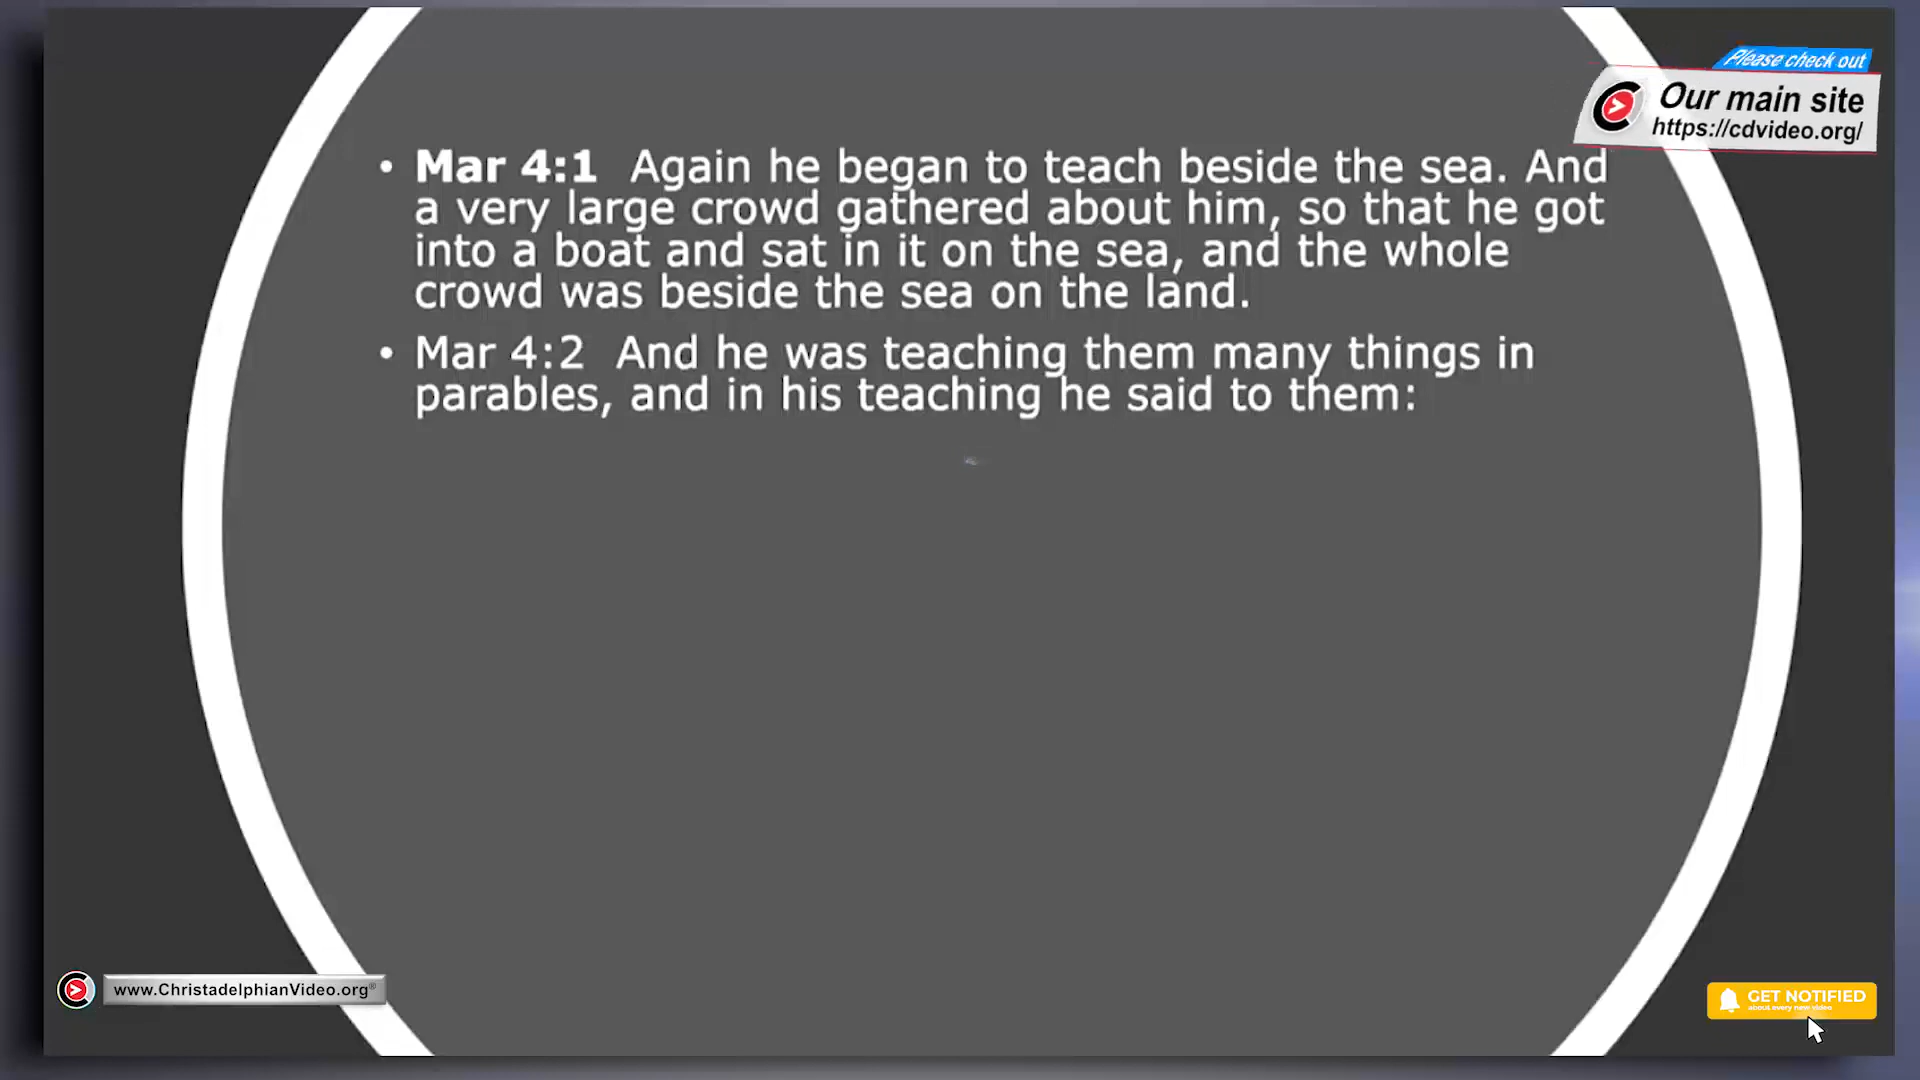 Please check out
Our main site
https://cdvideo.org/
• Mar 4:1 Again he began to teach beside the sea. And
a very large crowd gathered about him, so that he got
into a boat and sat in it on the sea, and the whole
crowd was beside the sea on the land.
• Mar 4:2 And he was teaching them many things in
parables, and in his teaching he said to them:
www.ChristadelphianVideo.org®
GET NOTIFIED
about every new video